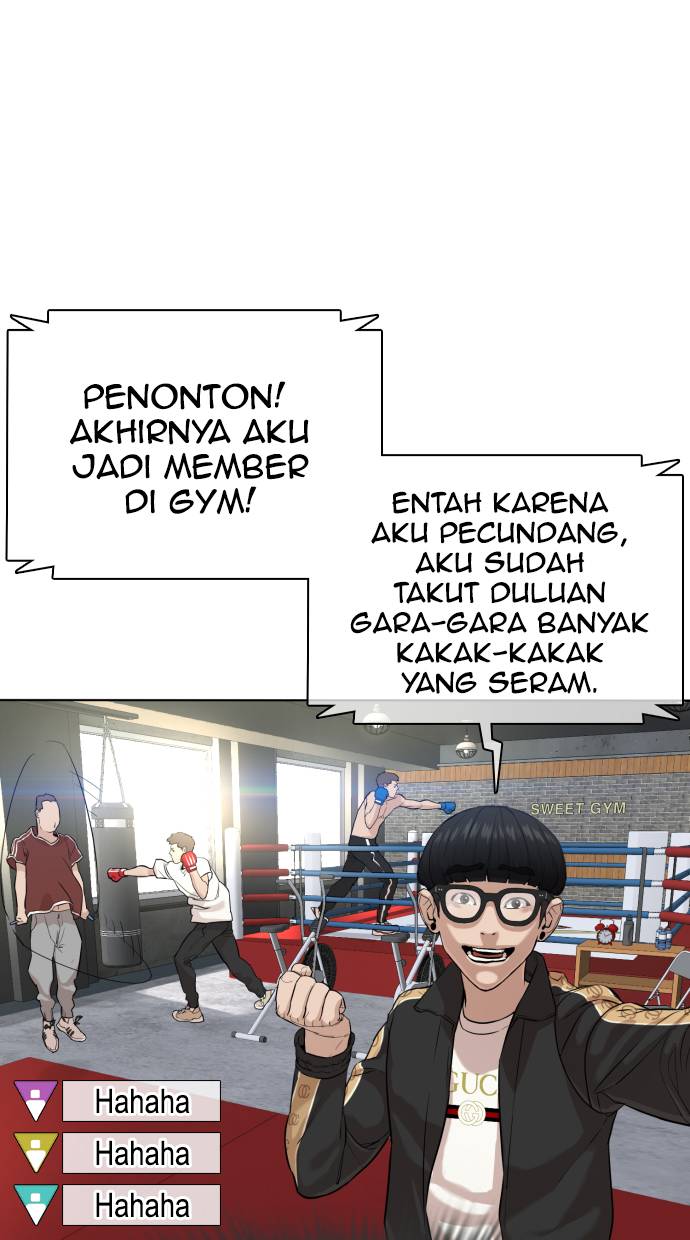 PENONTON!
AKHIRNYA AKU
JADI MEMBER
DI GYM!
ENTAH KARENA
AKU PECUNDANG,
AKU SUDAH
TAKUT DULUAN
GARA-GARA BANYAK
KAKAK-KAKAK
YANG SERAM.
SWEET GYM
GUC
Hahaha
Hahaha
Hahaha